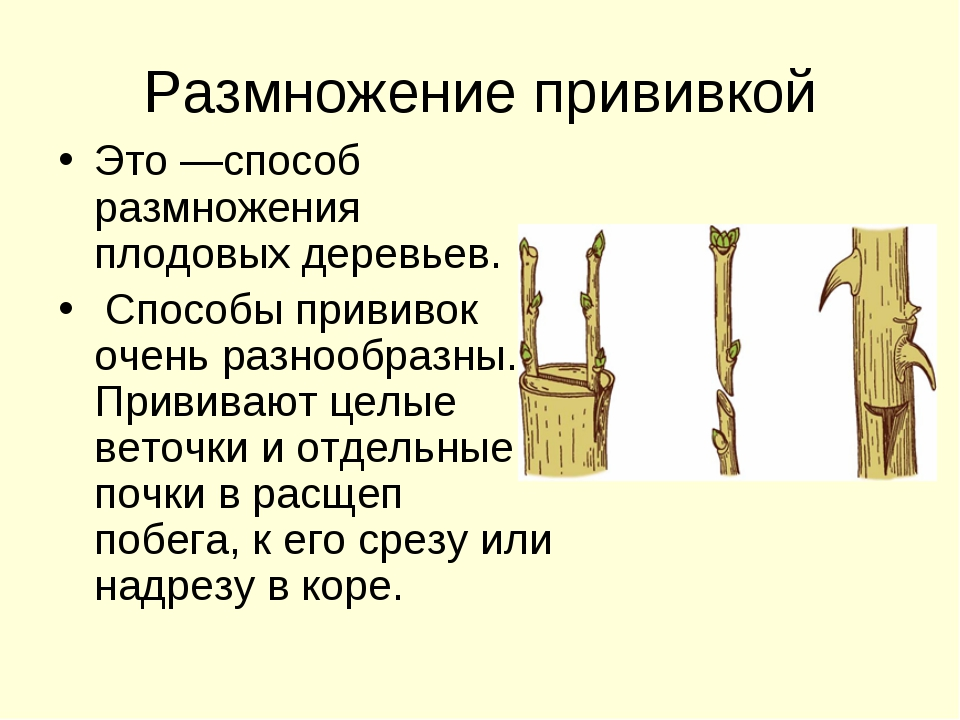 Размножение прививкой
• Это —способ
размножения
плодовых деревьев.
• Способы прививок
очень разнообразны.
Прививают целые
веточки и отдельные
почки в расщеп
побега, к его срезу или
надрезу в коре.